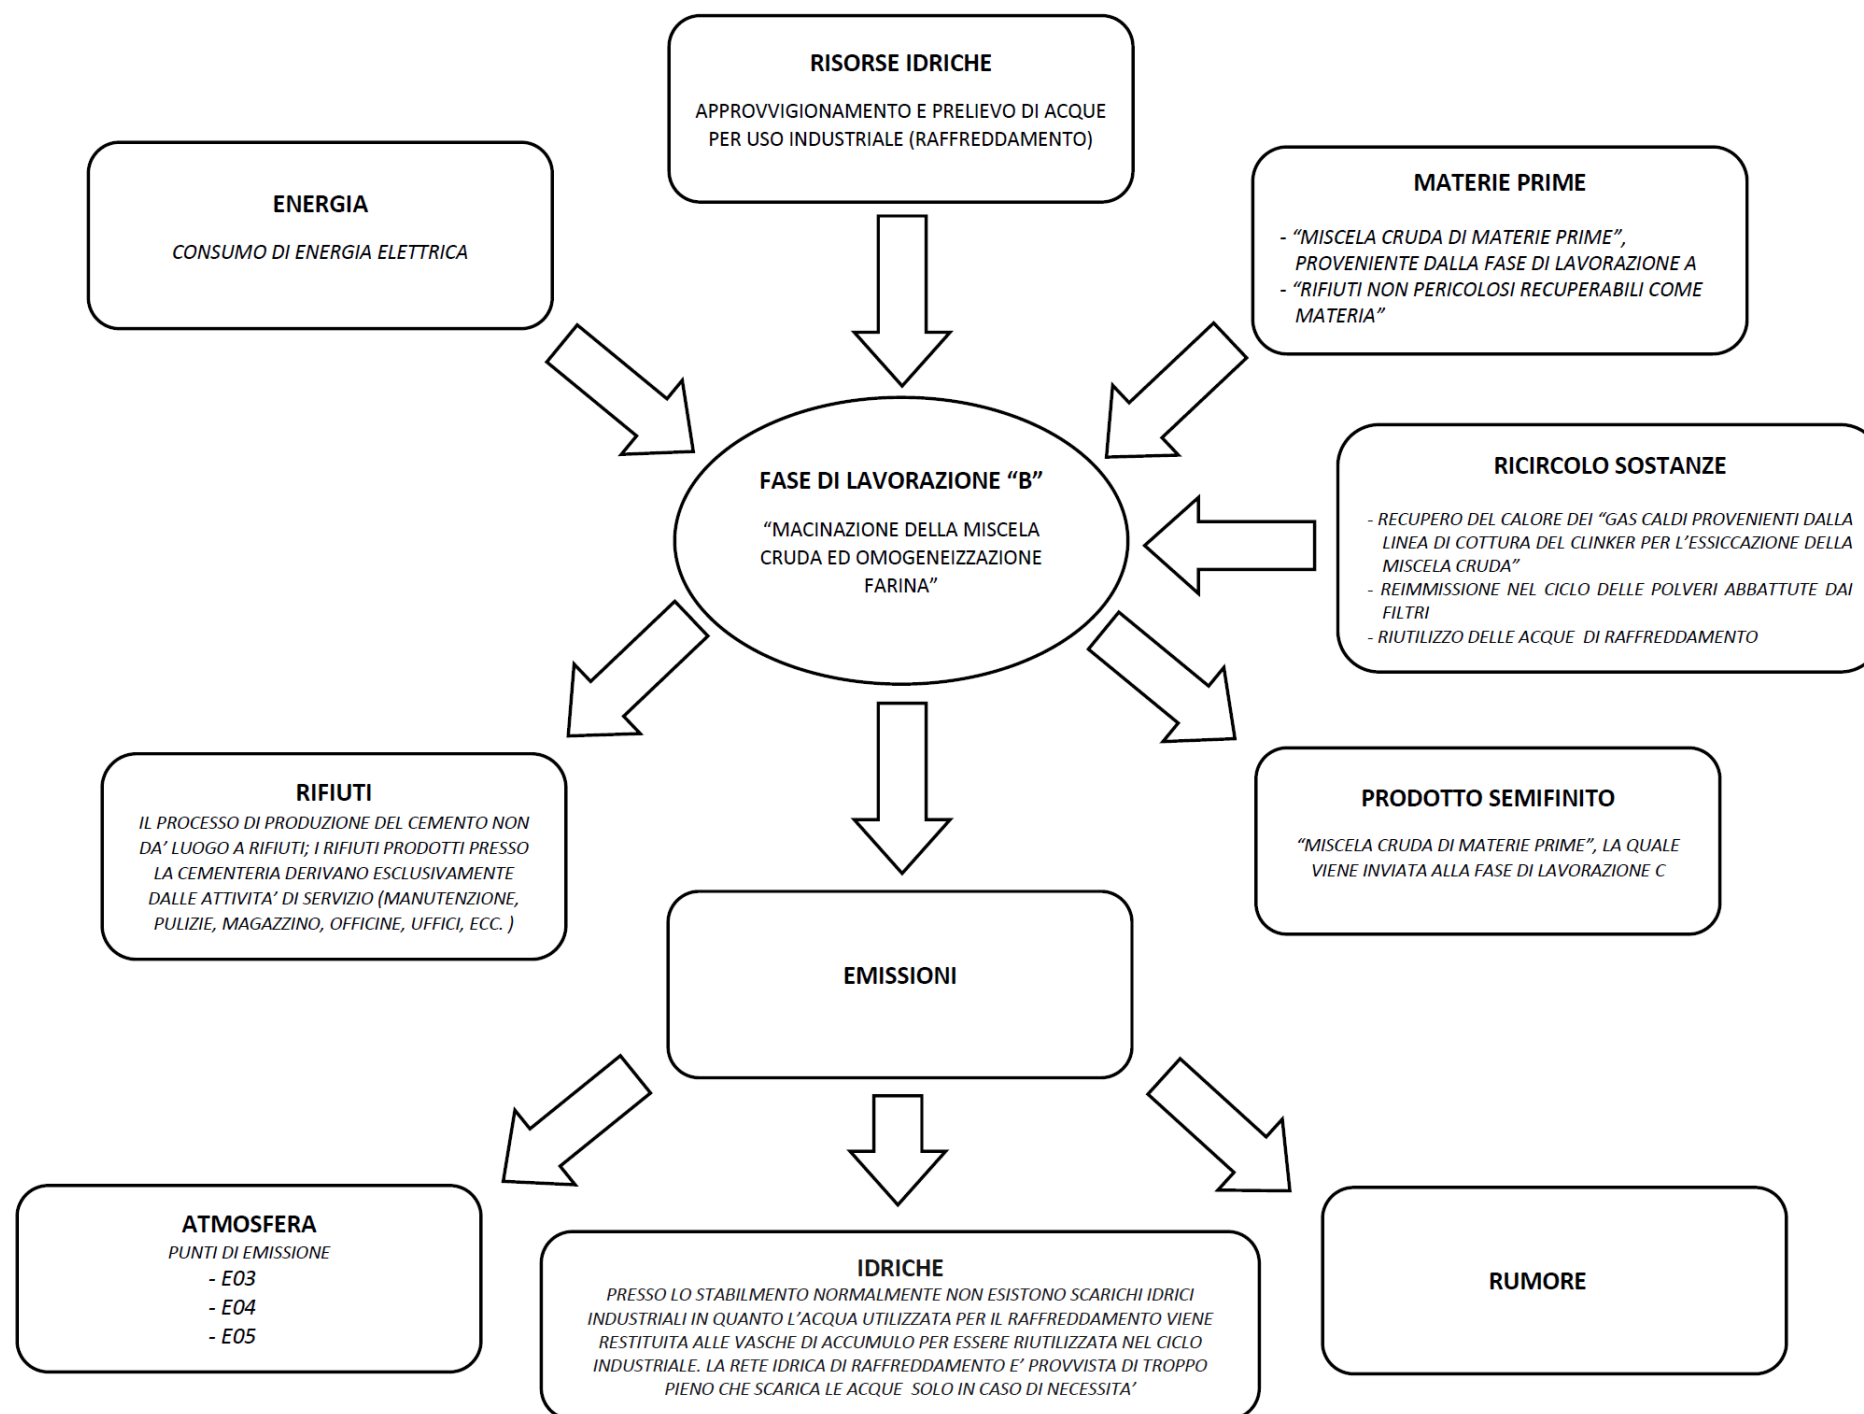 RISORSE IDRICHE
APPROVVIGIONAMENTO E PRELIEVO DI ACQUE
PER USO INDUSTRIALE (RAFFREDDAMENTO)
ENERGIA
CONSUMO DI ENERGIA ELETTRICA
MATERIE PRIME
- “MISCELA CRUDA DI MATERIE PRIME”,
PROVENIENTE DALLA FASE DI LAVORAZIONE A
- “RIFIUTI NON PERICOLOSI RECUPERABILI COME
MATERIA”
FASE DI LAVORAZIONE “B”
“MACINAZIONE DELLA MISCELA
CRUDA ED OMOGENEIZZAZIONE
FARINA”
RICIRCOLO SOSTANZE
- RECUPERO DEL CALORE DEI “GAS CALDI PROVENIENTI DALLA
LINEA DI COTTURA DEL CLINKER PER L’ESSICCAZIONE DELLA
MISCELA CRUDA”
- REIMMISSIONE NEL CICLO DELLE POLVERI ABBATTUTE DAI
FILTRI
- RIUTILIZZO DELLE ACQUE DI RAFFREDDAMENTO
RIFIUTI
IL PROCESSO DI PRODUZIONE DEL CEMENTO NON
DA’ LUOGO A RIFIUTI; I RIFIUTI PRODOTTI PRESSO
LA CEMENTERIA DERIVANO ESCLUSIVAMENTE
DALLE ATTIVITA’ DI SERVIZIO (MANUTENZIONE,
PULIZIE, MAGAZZINO, OFFICINE, UFFICI, ECC. )
PRODOTTO SEMIFINITO
“MISCELA CRUDA DI MATERIE PRIME”, LA QUALE
VIENE INVIATA ALLA FASE DI LAVORAZIONE C
EMISSIONI
ATMOSFERA
PUNTI DI EMISSIONE
- E03
- E04
- E05
IDRICHE
PRESSO LO STABILMENTO NORMALMENTE NON ESISTONO SCARICHI IDRICI
INDUSTRIALI IN QUANTO L’ACQUA UTILIZZATA PER IL RAFFREDDAMENTO VIENE
RESTITUITA ALLE VASCHE DI ACCUMULO PER ESSERE RIUTILIZZATA NEL CICLO
INDUSTRIALE. LA RETE IDRICA DI RAFFREDDAMENTO E’ PROVVISTA DI TROPPO
PIENO CHE SCARICA LE ACQUE SOLO IN CASO DI NECESSITA’
RUMORE